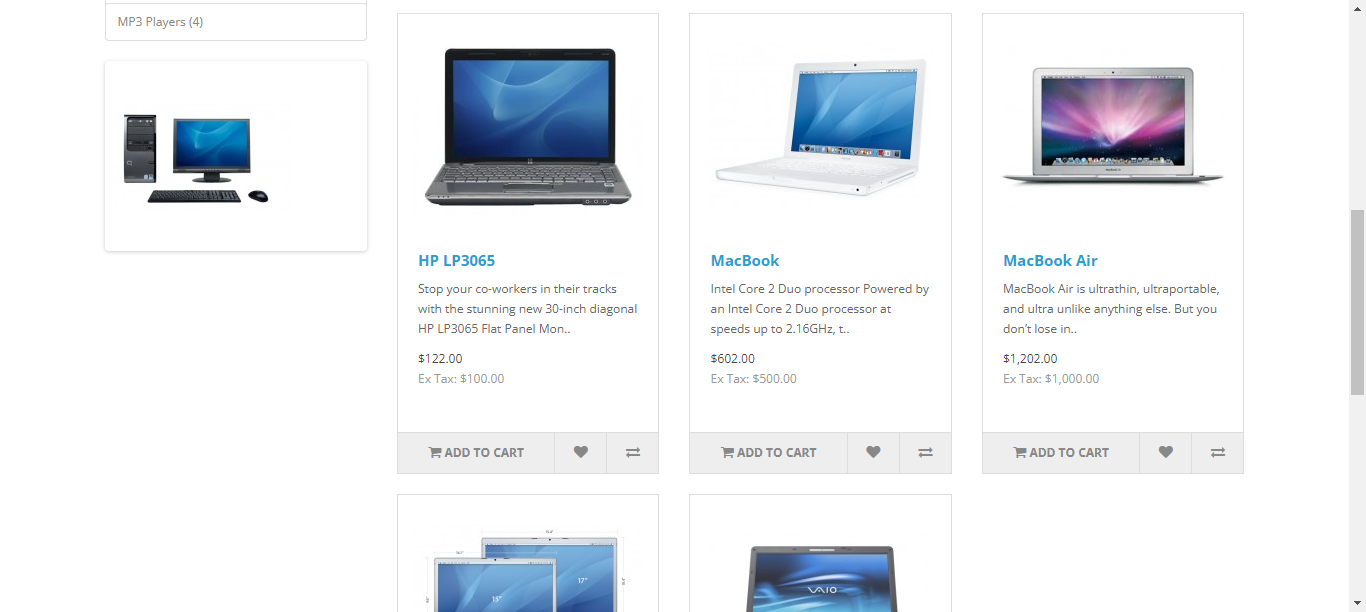 MP3 Players (4)
HP LP3065
Stop your co-workers in their tracks
with the stunning new 30-inch diagonal
HP LP3065 Flat Panel Mon..
$122.00
Ex Tax: $100.00
ADD TO CART
MacBook
Intel Core 2 Duo processor Powered by
an Intel Core 2 Duo processor at
speeds up to 2.16GHz, t..
$602.00
Ex Tax: $500.00
ADD TO CART
MacBook Air
MacBook Air is ultrathin, ultraportable,
and ultra unlike anything else. But you
don’t lose in..
$1,202.00
Ex Tax: $1,000.00
ADD TO CART
17"
15"
VAIO